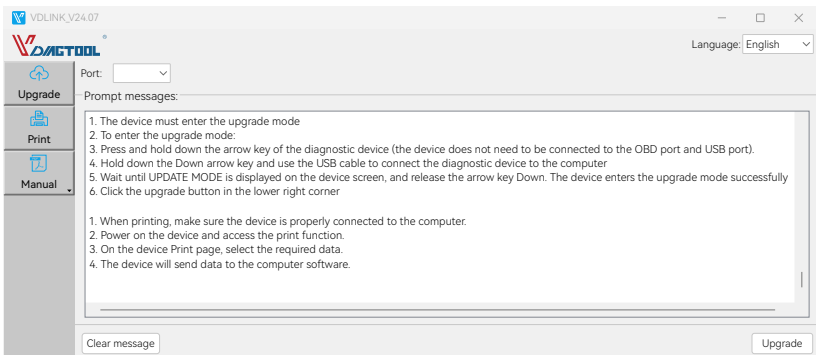 VDLINK_V24.07
VDIAGTOOL
Language: English
Upgrade
Port:
Prompt messages:
Print
Manual
1. The device must enter the upgrade mode
2. To enter the upgrade mode:
3. Press and hold down the arrow key of the diagnostic device (the device does not need to be connected to the OBD port and USB port).
4. Hold down the Down arrow key and use the USB cable to connect the diagnostic device to the computer
5. Wait until UPDATE MODE is displayed on the device screen, and release the arrow key Down. The device enters the upgrade mode successfully
6. Click the upgrade button in the lower right corner
1. When printing, make sure the device is properly connected to the computer.
2. Power on the device and access the print function.
3. On the device Print page, select the required data.
4. The device will send data to the computer software.
Clear message
Upgrade